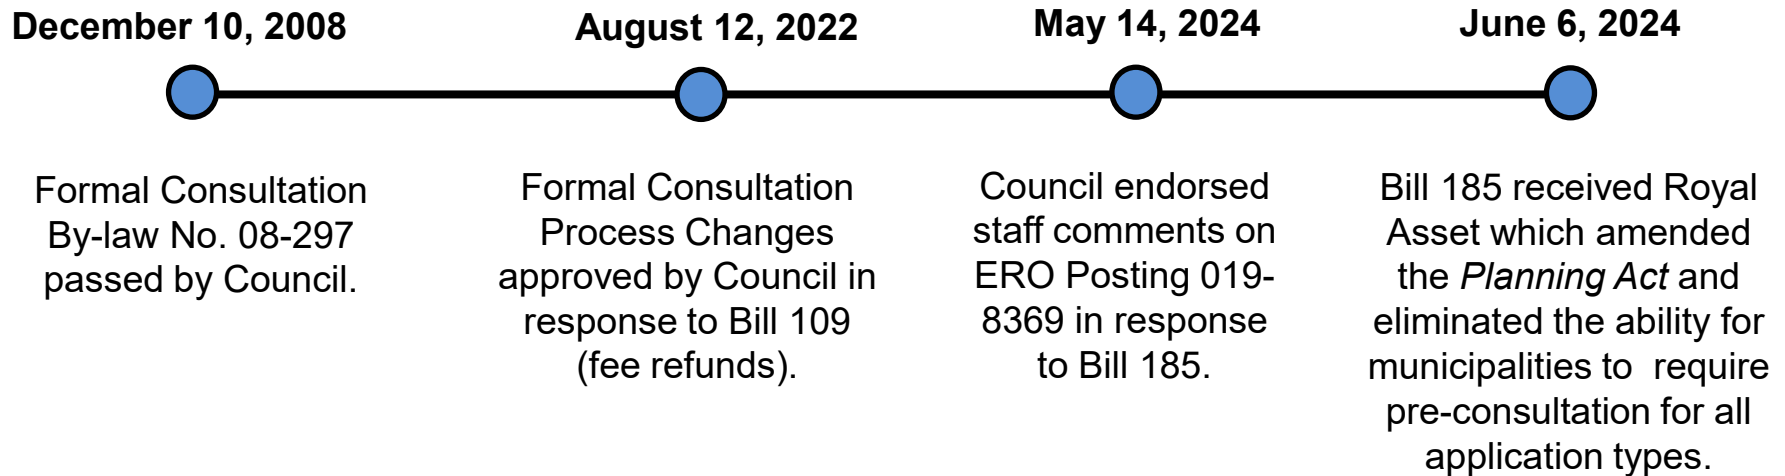 December 10, 2008
Formal Consultation
By-law No. 08-297
passed by Council.
August 12, 2022
Formal Consultation
Process Changes
approved by Council in
response to Bill 109
(fee refunds).
May 14, 2024
Council endorsed
staff comments on
ERO Posting 019-
8369 in response
to Bill 185.
June 6, 2024
Bill 185 received Royal
Asset which amended
the Planning Act and
eliminated the ability for
municipalities to  require
pre-consultation for all
application types.